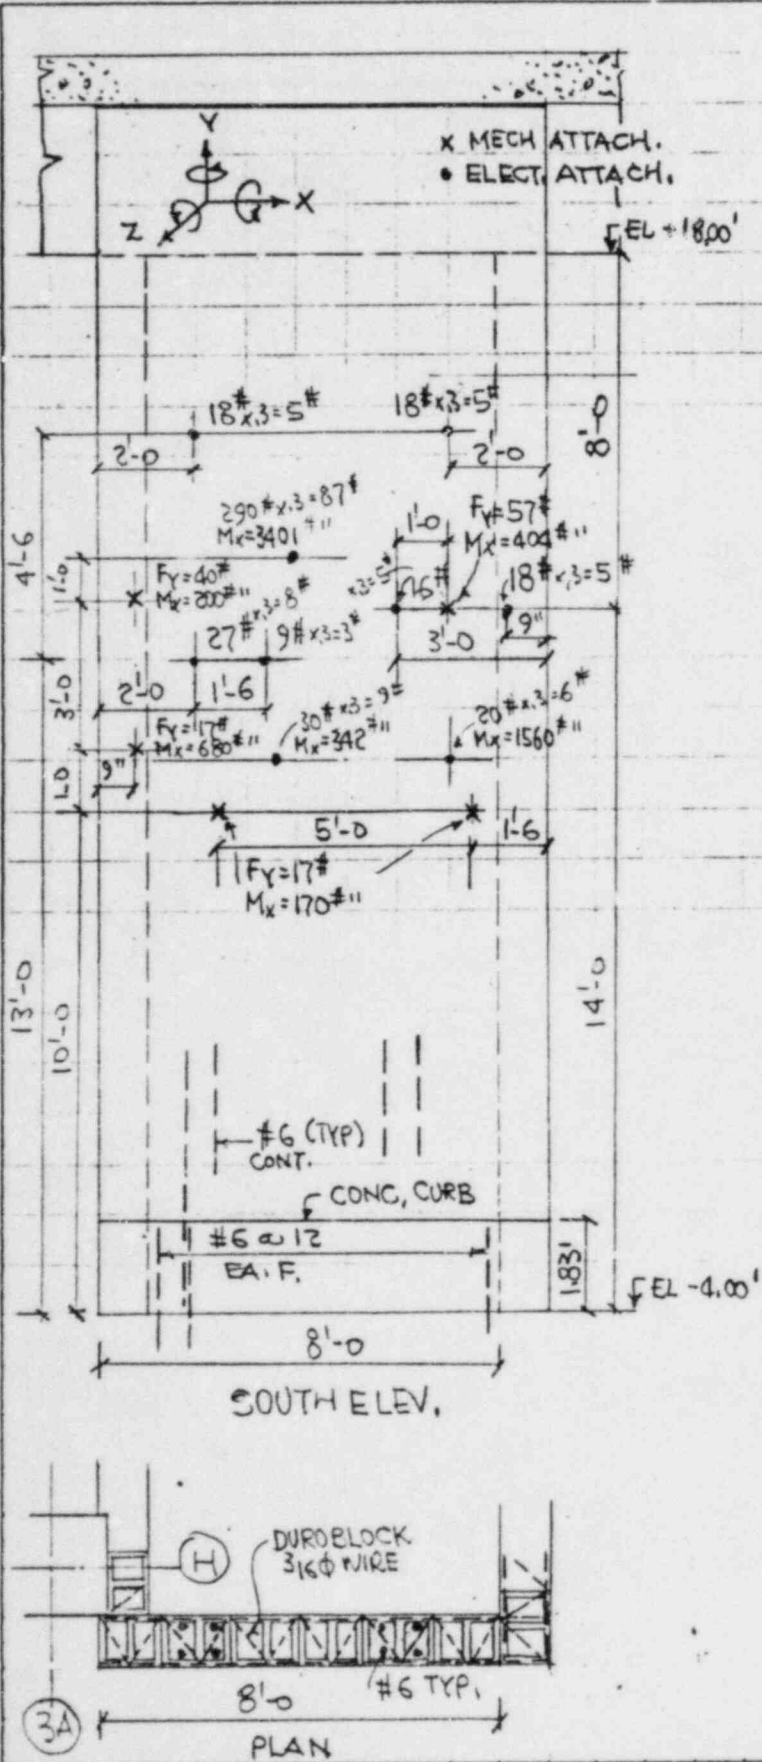 Y
X
Z
x MECH ATTACH.
• ELECT. ATTACH.
EL + 18.00'
18#x.3=5#
18#x.3=5#
2'-0
2'-0
8'-0
4'-6
290#x.3=87#
Mx=3401#"
1'-0
Fy=57#
Mx=404#"
1'-0
Fy=40#
Mx=200#"
x.3=5#
16#
18#x.3=5#
27#x.3=8#
9#x.3=3#
3'-0
9"
2'-0
1'-6
3'-0
Fy=17#
Mx=680#"
30#x.3=9#
Mx=342#"
20#x.3=6#
Mx=1560#"
9"
1'-0
5'-0
1'-6
Fy=17#
Mx=170#"
13'-0
10'-0
14'-0
#6 (TYP)
CONT.
CONC, CURB
#6 @ 12
EA. F.
1.83'
EL -4.00'
8'-0
SOUTH ELEV.
H
DUROBLOCK
3/16φ WIRE
3A
8'-0
#6 TYP.
PLAN